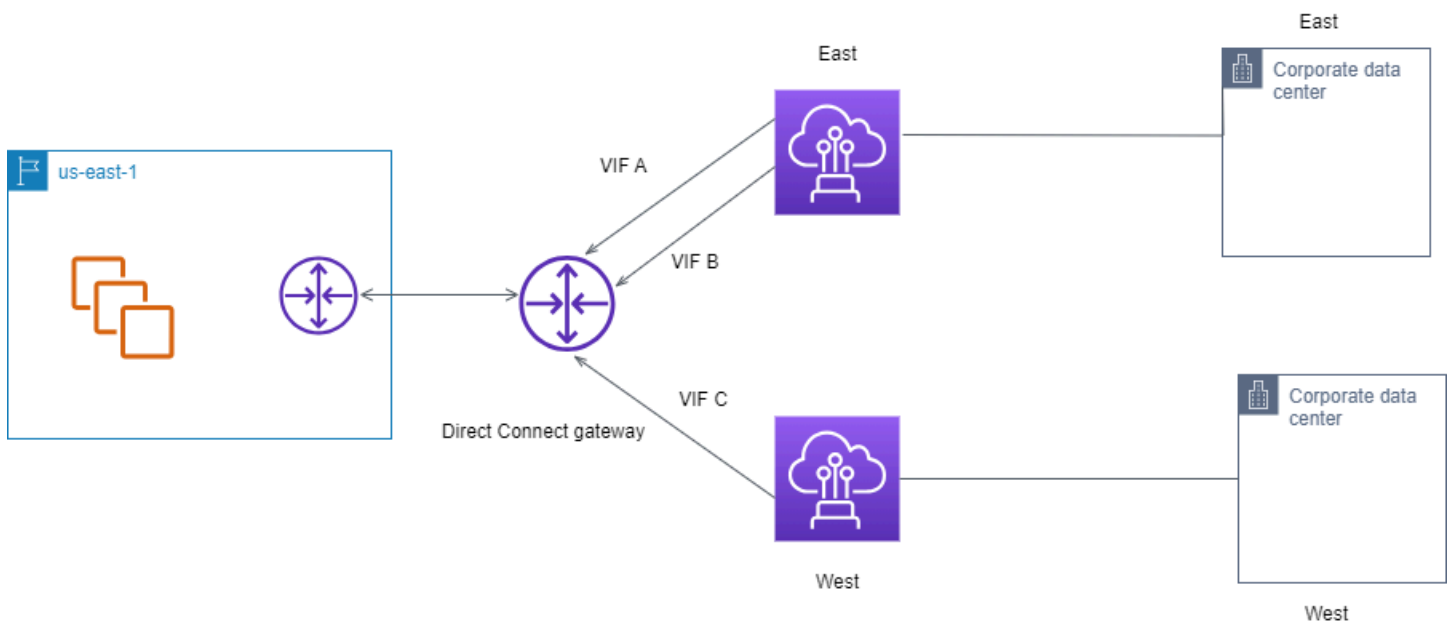 East
East
Corporate data
center
us-east-1
VIF A
VIF B
VIF C
Direct Connect gateway
Corporate data
center
West
West